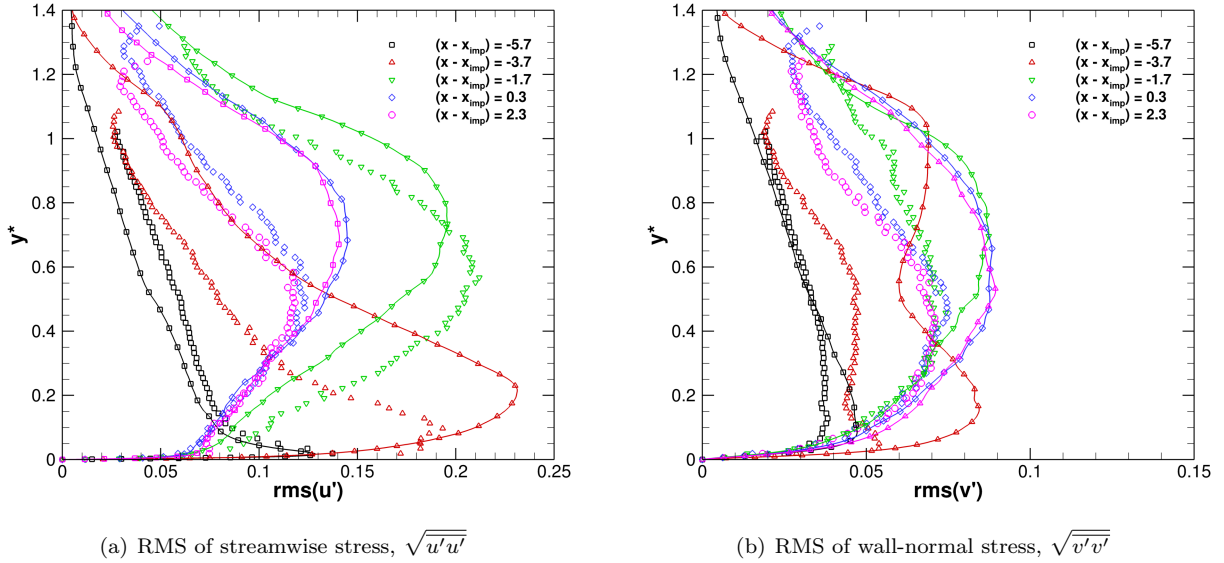 1.4
1.2
1
0.8
0.6
0.4
0.2
0
y*
(x - x_imp) = -5.7
(x - x_imp) = -3.7
(x - x_imp) = -1.7
(x - x_imp) = 0.3
(x - x_imp) = 2.3
0 0.05 0.1 0.15 0.2 0.25
rms(u')
(a) RMS of streamwise stress, √u'u'
1.4
1.2
1
0.8
0.6
0.4
0.2
0
y*
(x - x_imp) = -5.7
(x - x_imp) = -3.7
(x - x_imp) = -1.7
(x - x_imp) = 0.3
(x - x_imp) = 2.3
0 0.05 0.1 0.15
rms(v')
(b) RMS of wall-normal stress, √v'v'